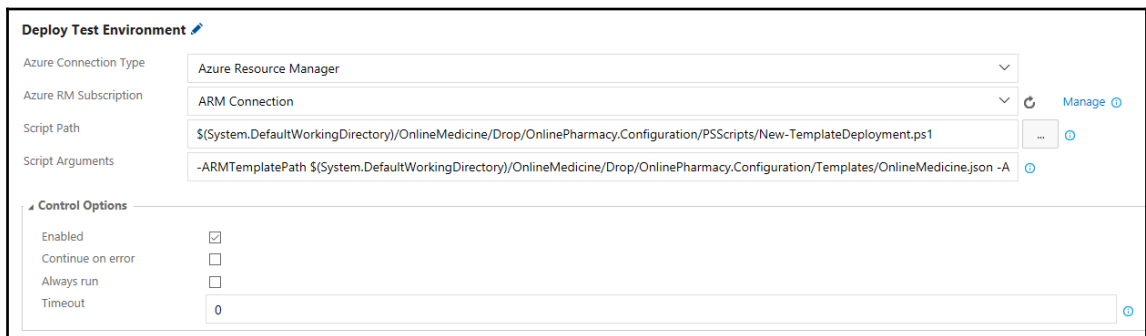 Deploy Test Environment
Azure Connection Type
Azure Resource Manager
Azure RM Subscription
ARM Connection
Manage
Script Path
$(System.DefaultWorkingDirectory)/OnlineMedicine/Drop/OnlinePharmacy.Configuration/PSScripts/New-TemplateDeployment.ps1
...
Script Arguments
-ARMTemplatePath $(System.DefaultWorkingDirectory)/OnlineMedicine/Drop/OnlinePharmacy.Configuration/Templates/OnlineMedicine.json -A
Control Options
Enabled
Continue on error
Always run
Timeout
0